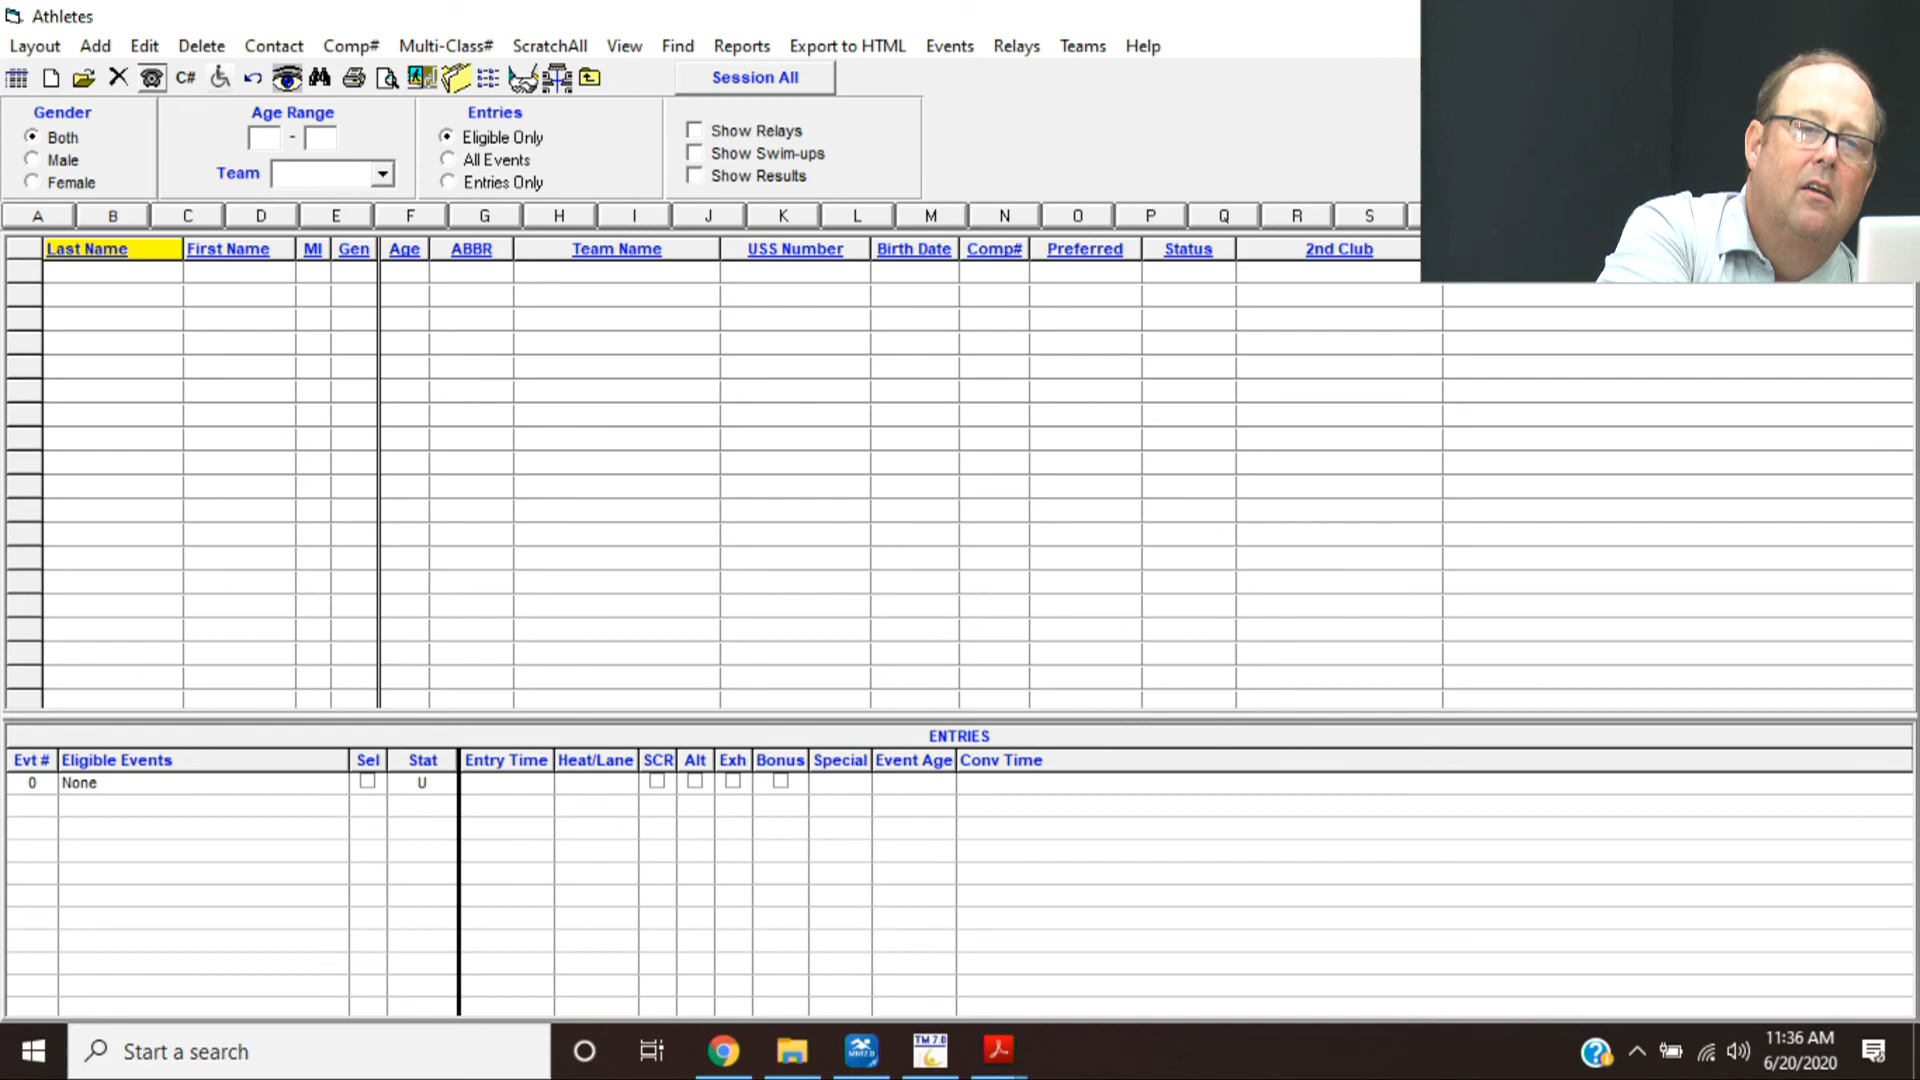 Athletes
Layout Add Edit Delete Contact Comp# Multi-Class# ScratchAll View Find Reports Export to HTML Events Relays Teams Help
C# Session All
Gender Age Range Entries
Both - Eligible Only Show Relays
Male All Events Show Swim-ups
Team
Female Entries Only Show Results
A B C D E F G H I J K L M N O P Q R S
Last Name First Name MI Gen Age ABBR Team Name USS Number Birth Date Comp# Preferred Status 2nd Club
ENTRIES
Evt # Eligible Events Sel Stat Entry Time Heat/Lane SCR Alt Exh Bonus Special Event Age Conv Time
0 None U
Start a search
MM7.0
TM 7.0
11:36 AM
6/20/2020